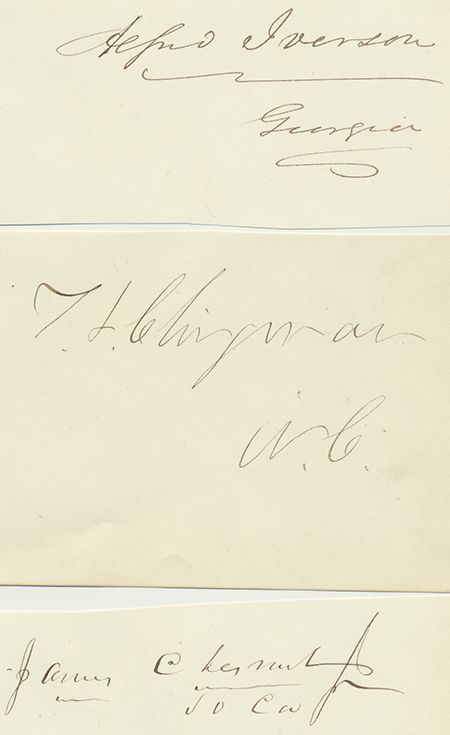 Alfred Iverson
Georgia
T. L. Clingman
N. C.
James Chesnut Jr
So Ca